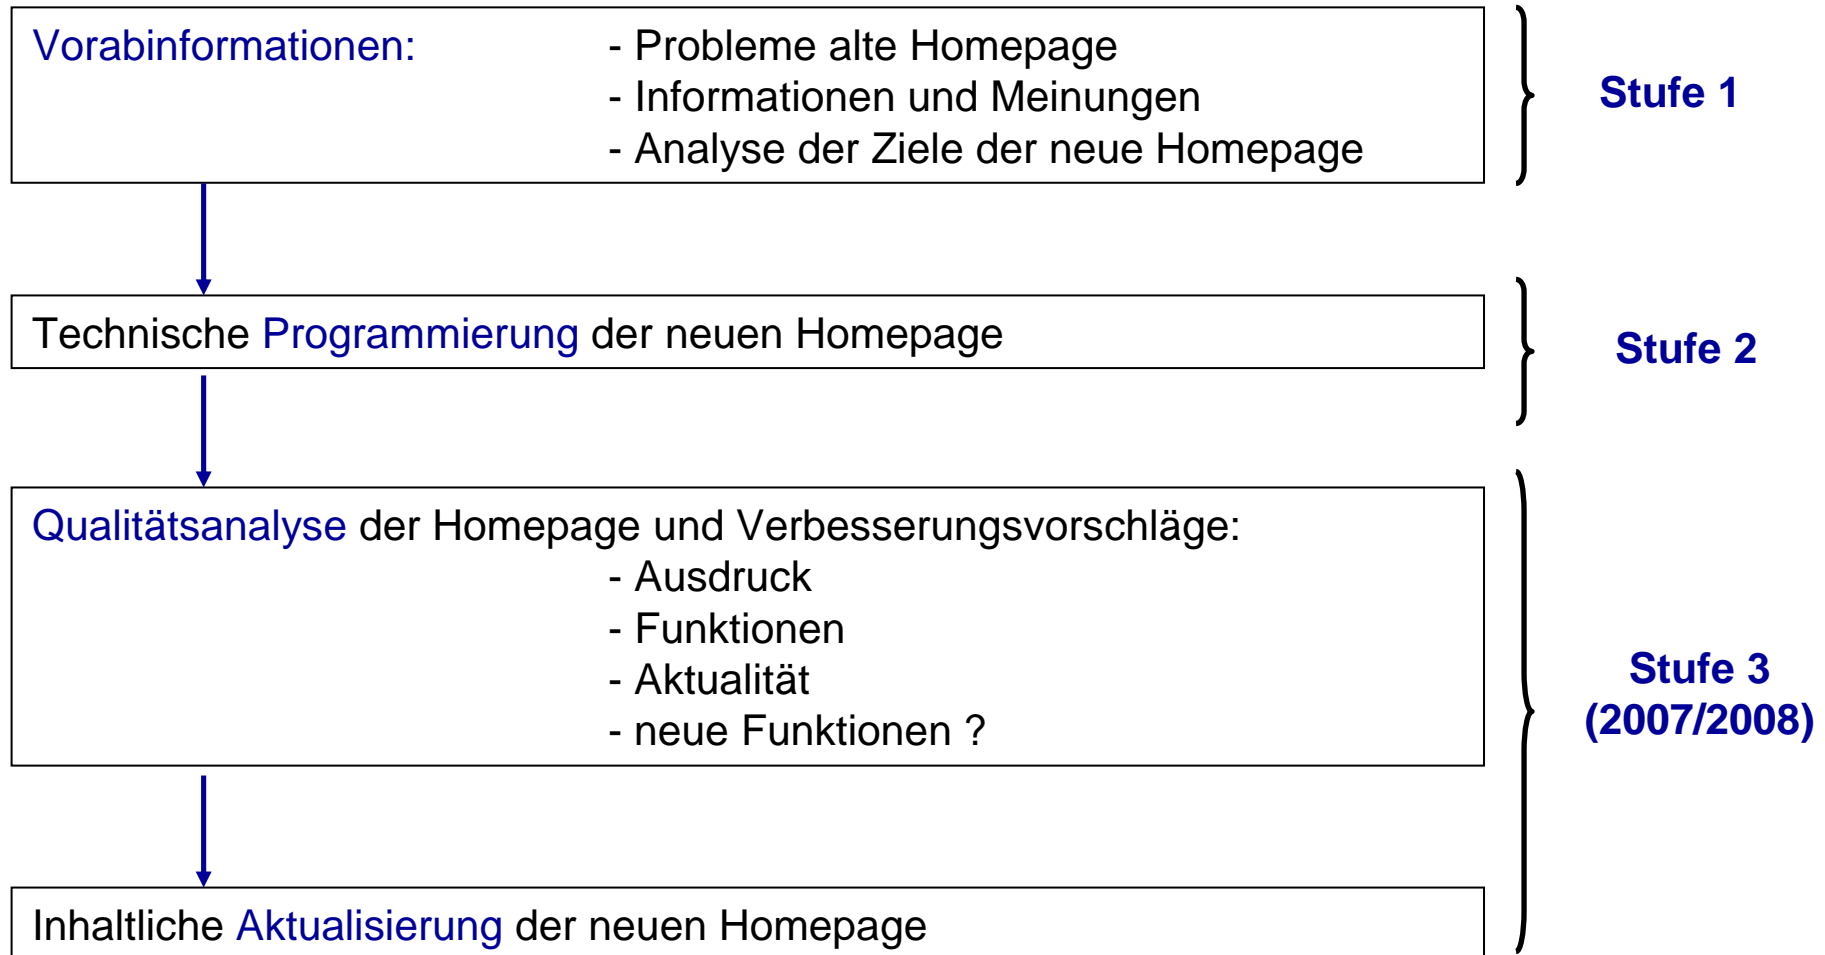 Vorabinformationen: - Probleme alte Homepage
- Informationen und Meinungen
- Analyse der Ziele der neue Homepage
Stufe 1
Technische Programmierung der neuen Homepage
Stufe 2
Qualitätsanalyse der Homepage und Verbesserungsvorschläge:
- Ausdruck
- Funktionen
- Aktualität
- neue Funktionen ?
Stufe 3
(2007/2008)
Inhaltliche Aktualisierung der neuen Homepage